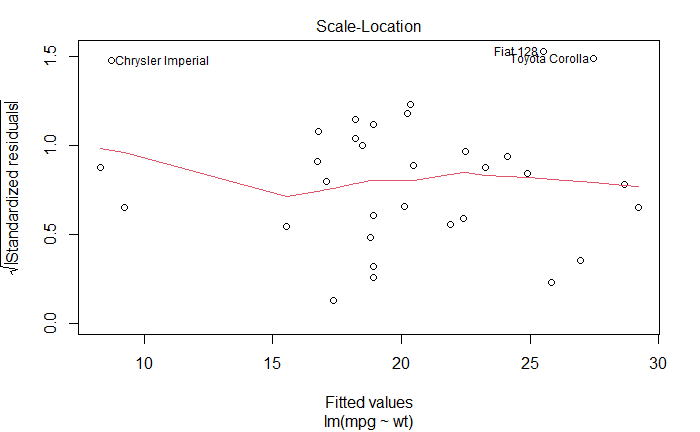 Scale-Location
√|Standardized residuals|
1.5
1.0
0.5
0.0
Chrysler Imperial
Fiat 128
Toyota Corolla
10 15 20 25 30
Fitted values
lm(mpg ~ wt)